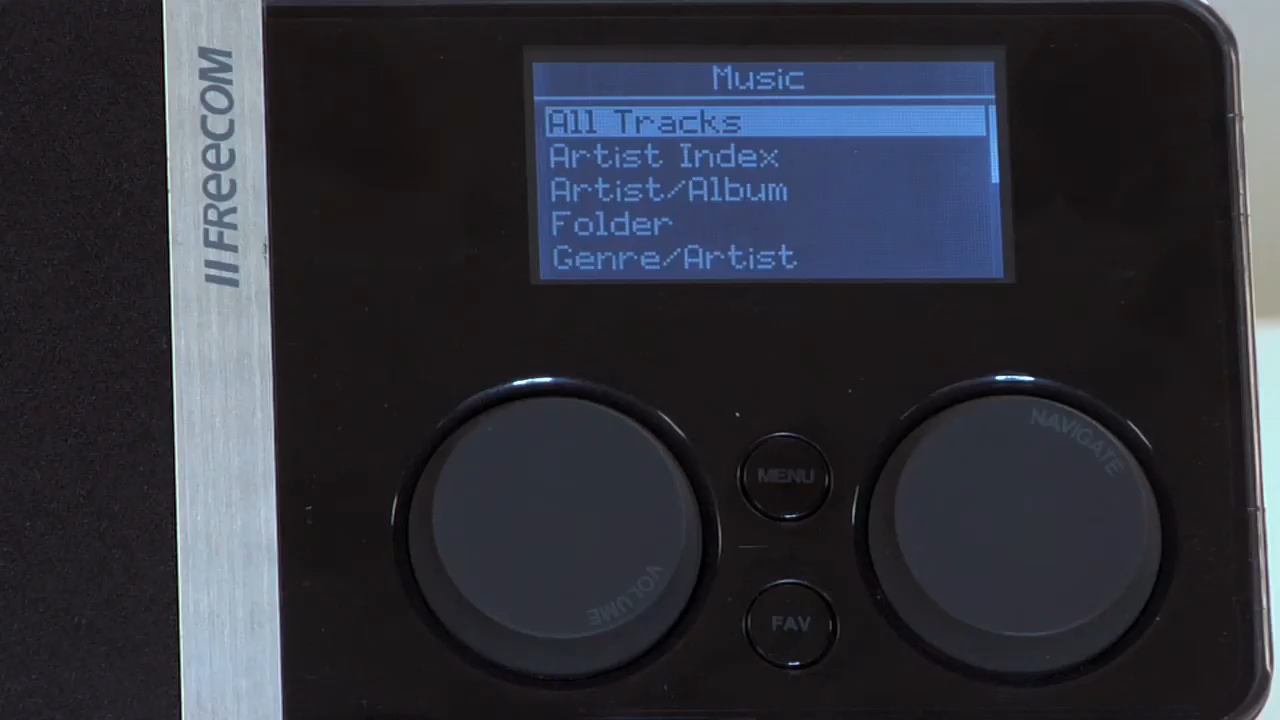 FREECOM
Music
All Tracks
Artist Index
Artist/Album
Folder
Genre/Artist
NAVIGATE
MENU
VOLUME
FAV